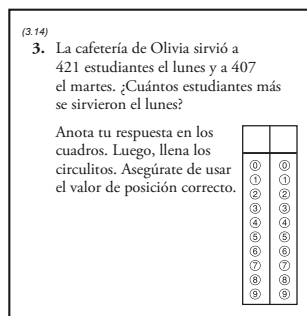 (3.14)
3. La cafetería de Olivia sirvió a
421 estudiantes el lunes y a 407
el martes. ¿Cuántos estudiantes más
se sirvieron el lunes?
Anota tu respuesta en los
cuadros. Luego, llena los
circulitos. Asegúrate de usar
el valor de posición correcto.
0 0
1 1
2 2
3 3
4 4
5 5
6 6
7 7
8 8
9 9